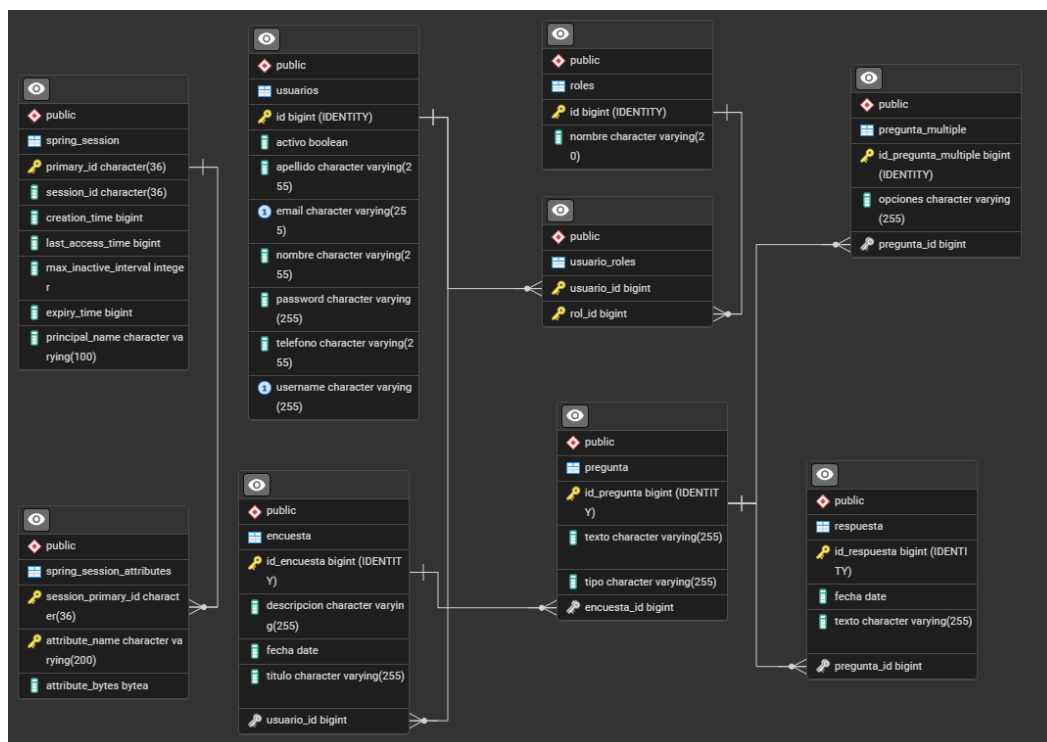 public
spring_session
primary_id character(36)
session_id character(36)
creation_time bigint
last_access_time bigint
max_inactive_interval intege
r
expiry_time bigint
principal_name character va
rying(100)
public
usuarios
id bigint (IDENTITY)
activo boolean
apellido character varying(2
55)
email character varying(25
5)
nombre character varying(2
55)
password character varying
(255)
telefono character varying(2
55)
username character varying
(255)
public
roles
id bigint (IDENTITY)
nombre character varying(2
0)
public
usuario_roles
usuario_id bigint
rol_id bigint
public
pregunta_multiple
id_pregunta_multiple bigint
(IDENTITY)
opciones character varying
(255)
pregunta_id bigint
public
spring_session_attributes
session_primary_id charact
er(36)
attribute_name character va
rying(200)
attribute_bytes bytea
public
encuesta
id_encuesta bigint (IDENTIT
Y)
descripcion character varyin
g(255)
fecha date
titulo character varying(255)
usuario_id bigint
public
pregunta
id_pregunta bigint (IDENTIT
Y)
texto character varying(255)
tipo character varying(255)
encuesta_id bigint
public
respuesta
id_respuesta bigint (IDENTI
TY)
fecha date
texto character varying(255)
pregunta_id bigint